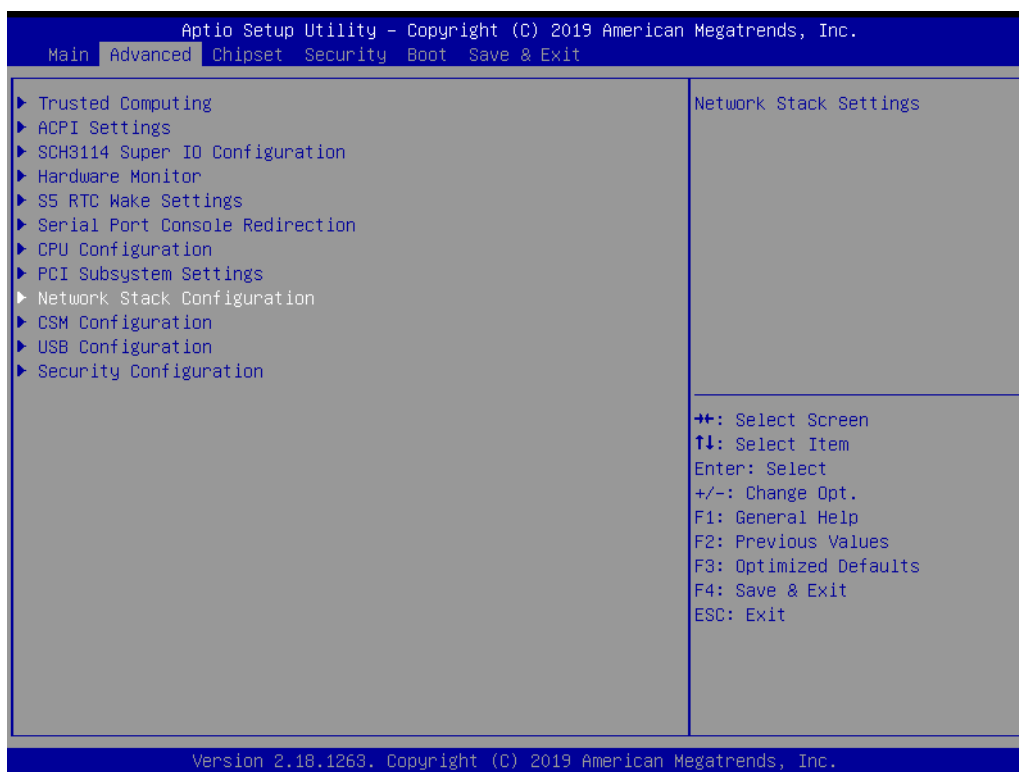 Aptio Setup Utility – Copyright (C) 2019 American Megatrends, Inc.
Main Advanced Chipset Security Boot Save & Exit
▶ Trusted Computing
▶ ACPI Settings
▶ SCH3114 Super IO Configuration
▶ Hardware Monitor
▶ S5 RTC Wake Settings
▶ Serial Port Console Redirection
▶ CPU Configuration
▶ PCI Subsystem Settings
▶ Network Stack Configuration
▶ CSM Configuration
▶ USB Configuration
▶ Security Configuration
Network Stack Settings
→←: Select Screen
↑↓: Select Item
Enter: Select
+/-: Change Opt.
F1: General Help
F2: Previous Values
F3: Optimized Defaults
F4: Save & Exit
ESC: Exit
Version 2.18.1263. Copyright (C) 2019 American Megatrends, Inc.